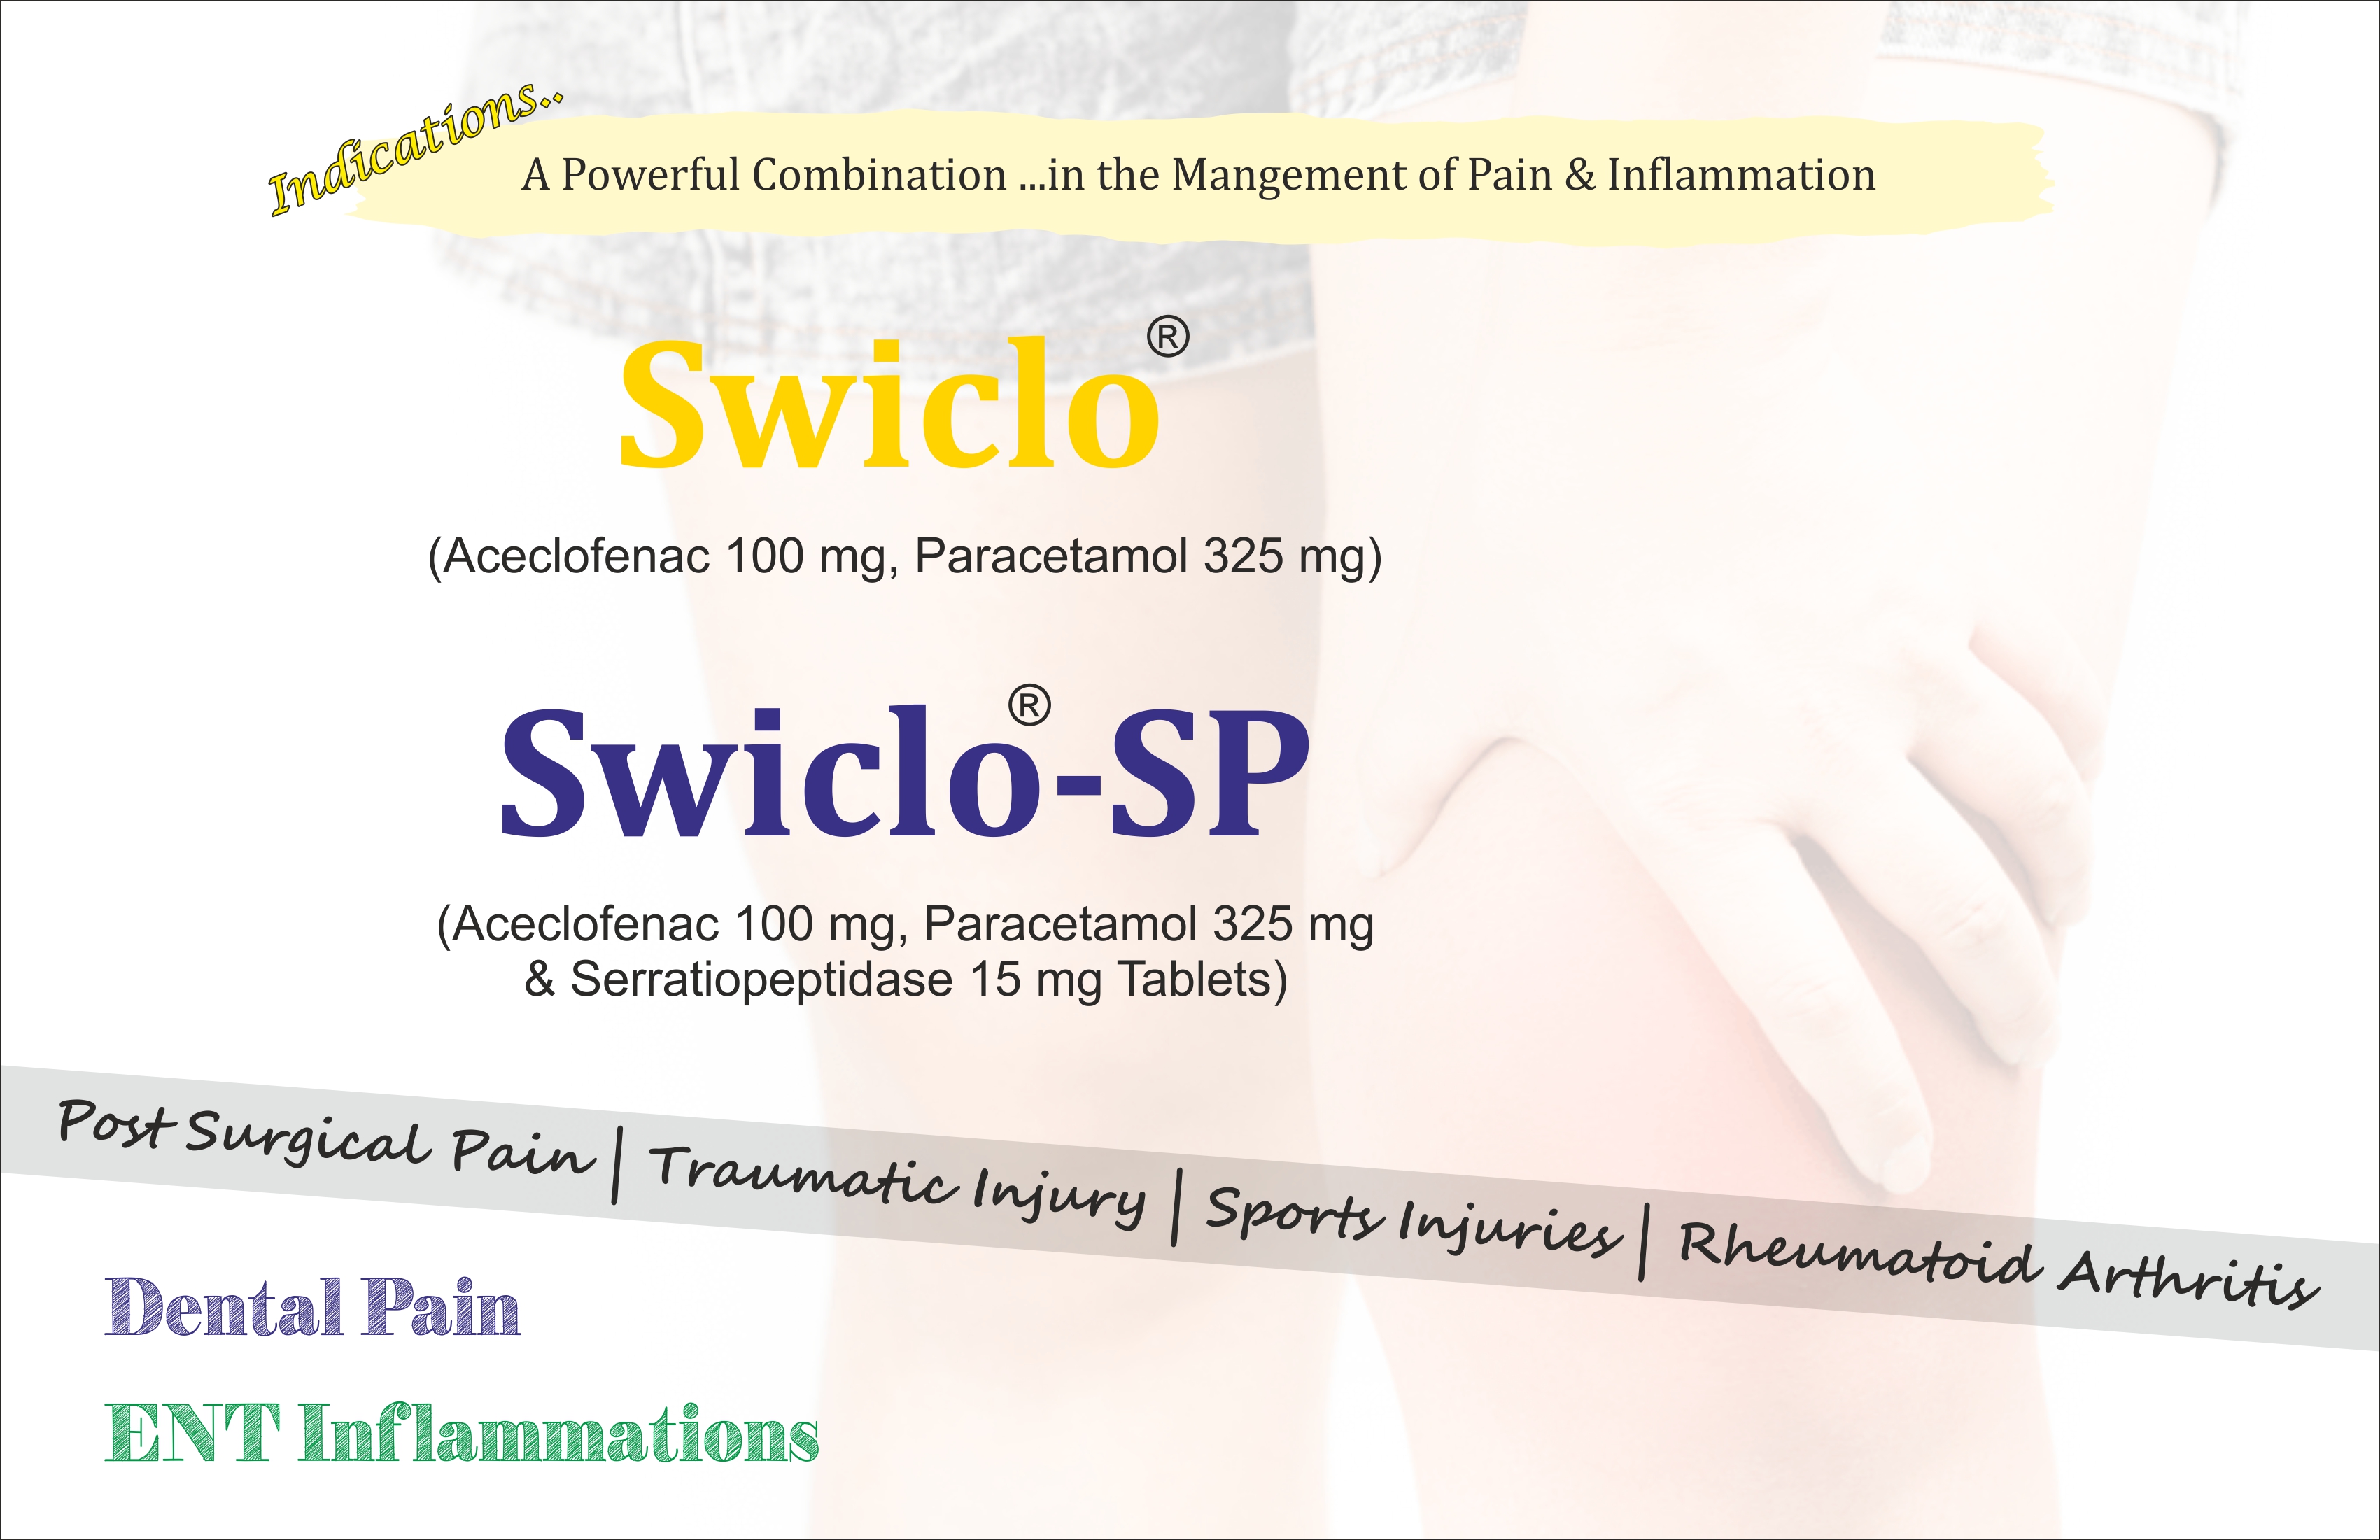 Indications..
A Powerful Combination ...in the Mangement of Pain & Inflammation
Swiclo®
(Aceclofenac 100 mg, Paracetamol 325 mg)
Swiclo®-SP
(Aceclofenac 100 mg, Paracetamol 325 mg
& Serratiopeptidase 15 mg Tablets)
Post Surgical Pain | Traumatic Injury | Sports Injuries | Rheumatoid Arthritis
Dental Pain
ENT Inflammations